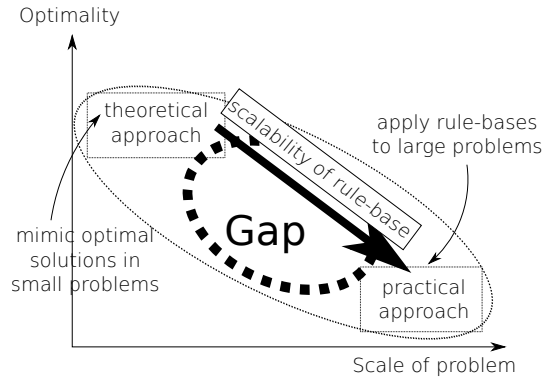 Optimality
theoretical
approach
scalability of rule-base
apply rule-bases
to large problems
Gap
mimic optimal
solutions in
small problems
practical
approach
Scale of problem